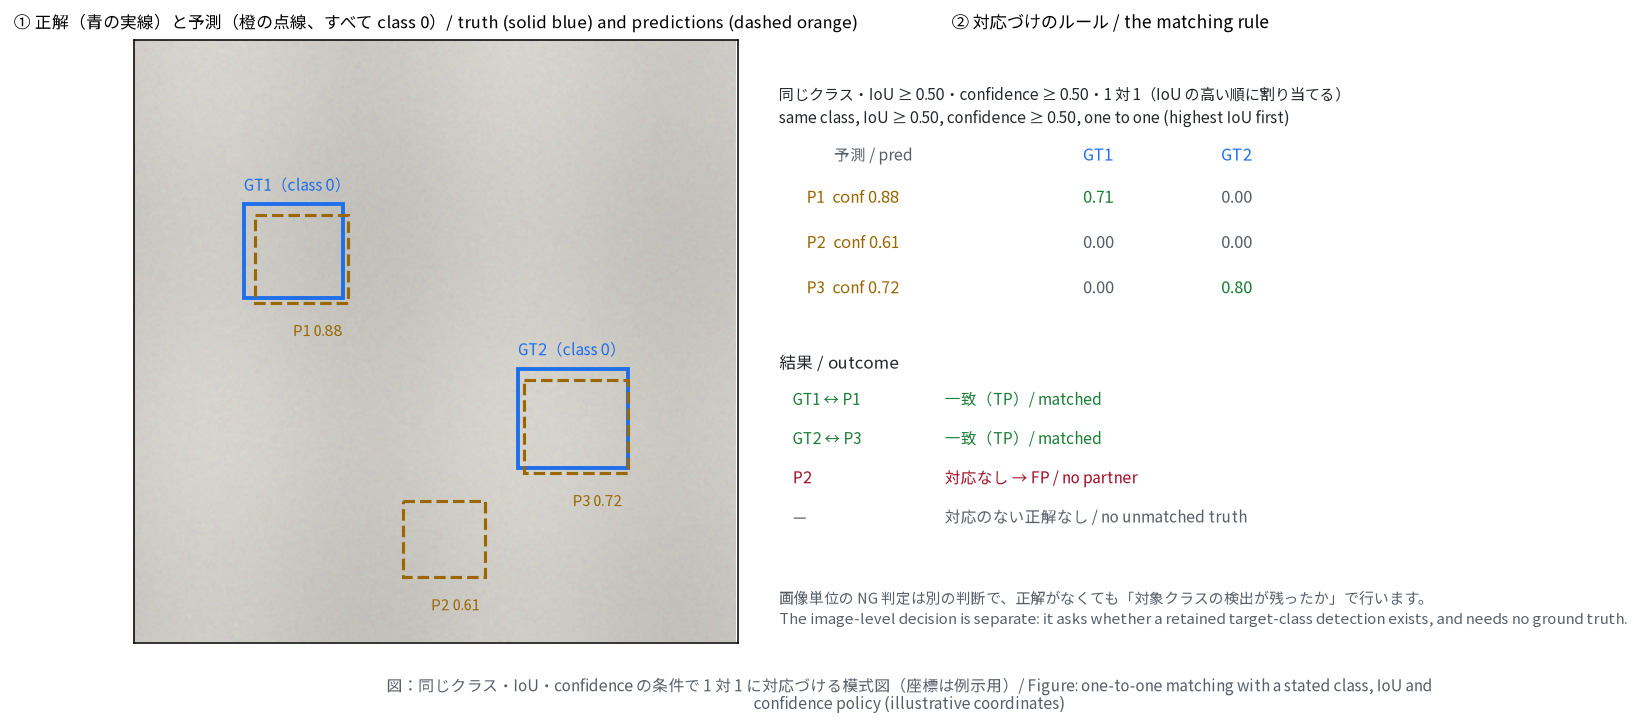 ① 正解（青の実線）と予測（橙の点線、すべて class 0）/ truth (solid blue) and predictions (dashed orange)
GT1（class 0）
P1 0.88
GT2（class 0）
P3 0.72
P2 0.61
② 対応づけのルール / the matching rule
同じクラス・IoU ≥ 0.50・confidence ≥ 0.50・1 対 1（IoU の高い順に割り当てる）
same class, IoU ≥ 0.50, confidence ≥ 0.50, one to one (highest IoU first)
予測 / pred GT1 GT2
P1 conf 0.88 0.71 0.00
P2 conf 0.61 0.00 0.00
P3 conf 0.72 0.00 0.80
結果 / outcome
GT1 ↔ P1 一致（TP）/ matched
GT2 ↔ P3 一致（TP）/ matched
P2 対応なし → FP / no partner
— 対応のない正解なし / no unmatched truth
画像単位の NG 判定は別の判断で、正解がなくても「対象クラスの検出が残ったか」で行います。
The image-level decision is separate: it asks whether a retained target-class detection exists, and needs no ground truth.
図：同じクラス・IoU・confidence の条件で 1 対 1 に対応づける模式図（座標は例示用）/ Figure: one-to-one matching with a stated class, IoU and
confidence policy (illustrative coordinates)